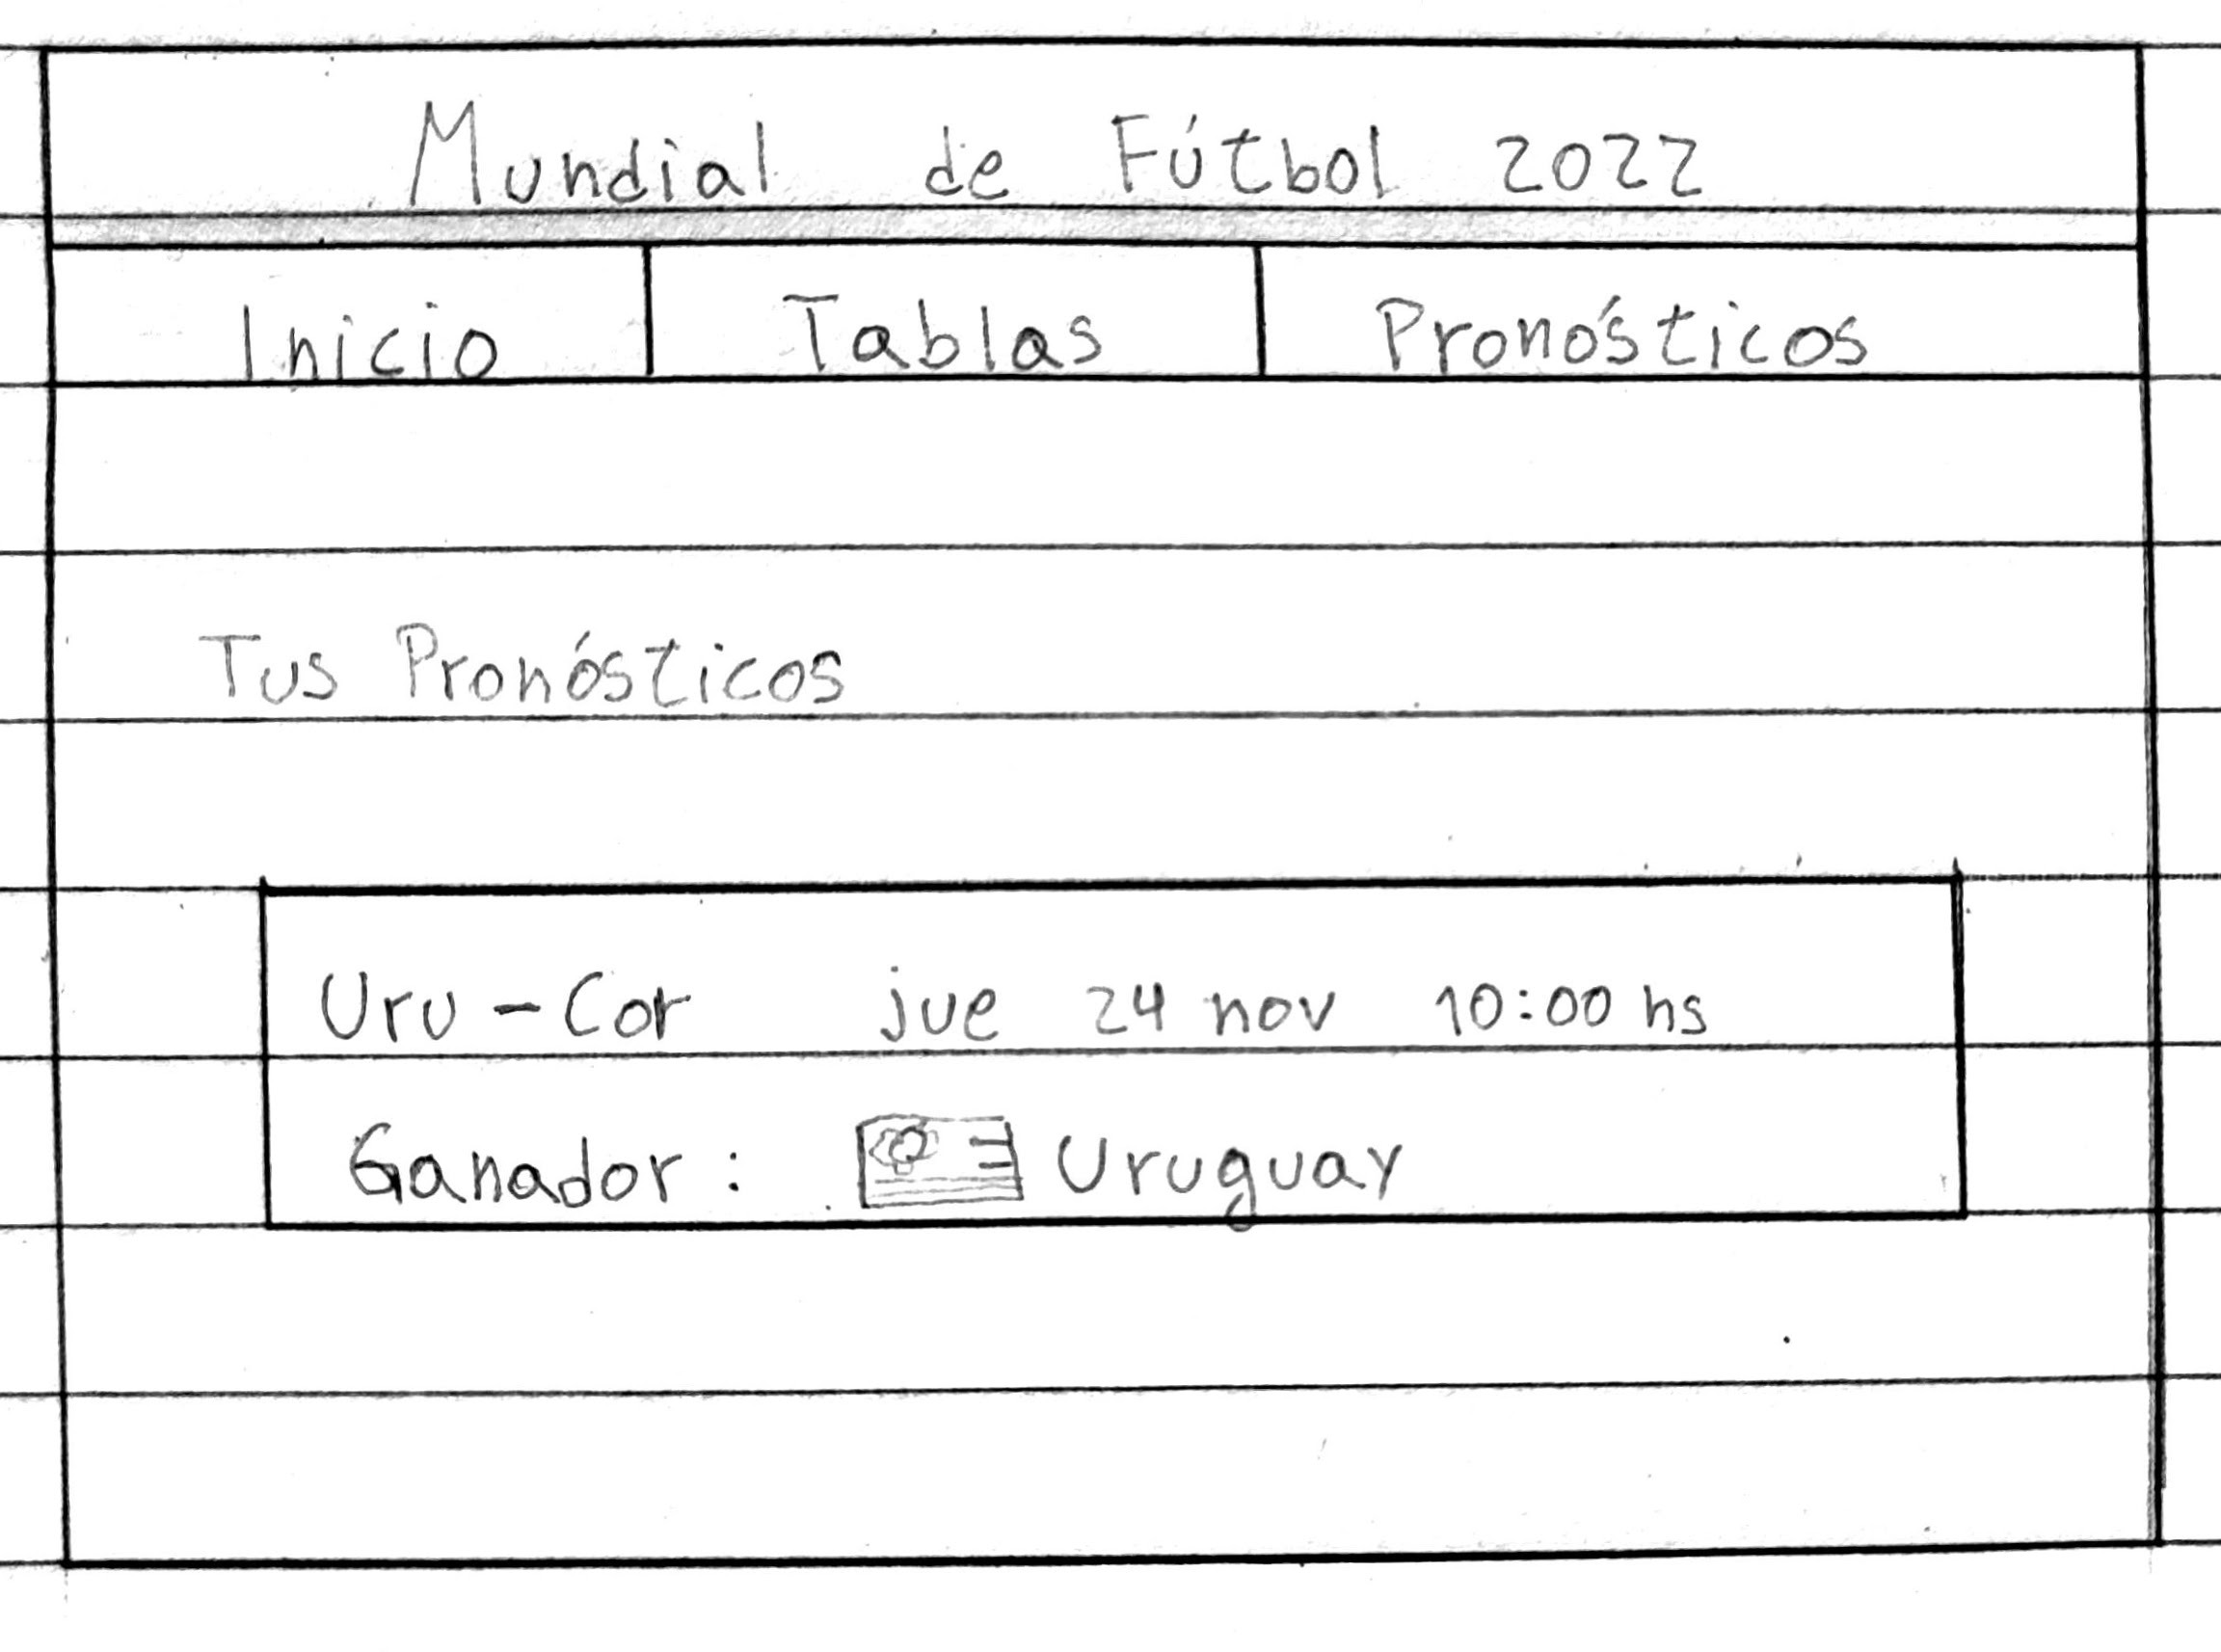 Mundial de Fútbol 2022
Inicio Tablas Pronósticos
Tus Pronósticos
Uru - Cor jue 24 nov 10:00 hs
Ganador: Uruguay